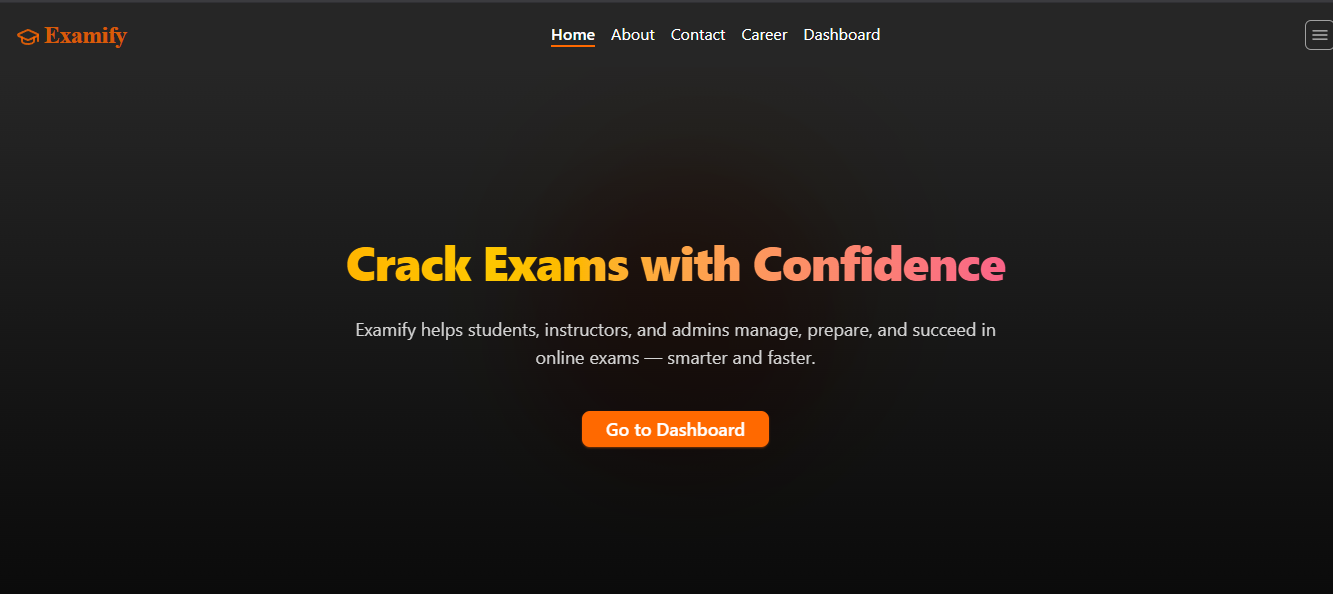 Examify
Home About Contact Career Dashboard
Crack Exams with Confidence
Examify helps students, instructors, and admins manage, prepare, and succeed in
online exams — smarter and faster.
Go to Dashboard